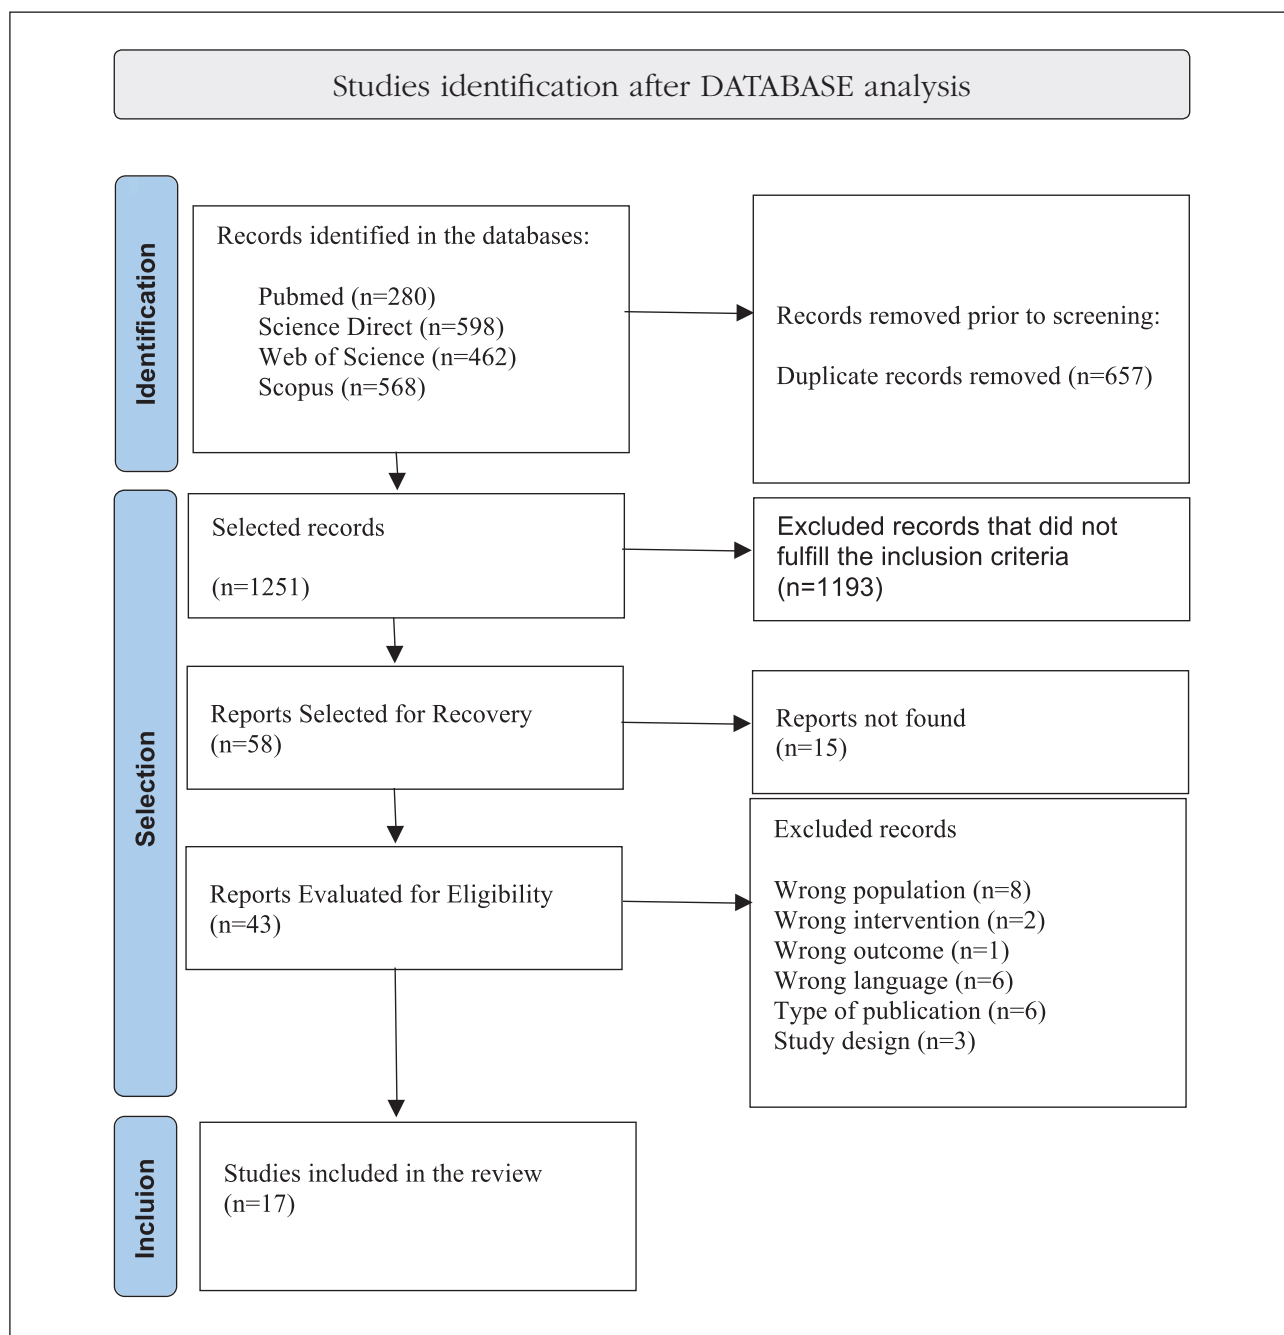 Studies identification after DATABASE analysis
Identification
Records identified in the databases:
Pubmed (n=280)
Science Direct (n=598)
Web of Science (n=462)
Scopus (n=568)
Records removed prior to screening:
Duplicate records removed (n=657)
Selection
Selected records
(n=1251)
Excluded records that did not
fulfill the inclusion criteria
(n=1193)
Reports Selected for Recovery
(n=58)
Reports not found
(n=15)
Reports Evaluated for Eligibility
(n=43)
Excluded records
Wrong population (n=8)
Wrong intervention (n=2)
Wrong outcome (n=1)
Wrong language (n=6)
Type of publication (n=6)
Study design (n=3)
Incluion
Studies included in the review
(n=17)